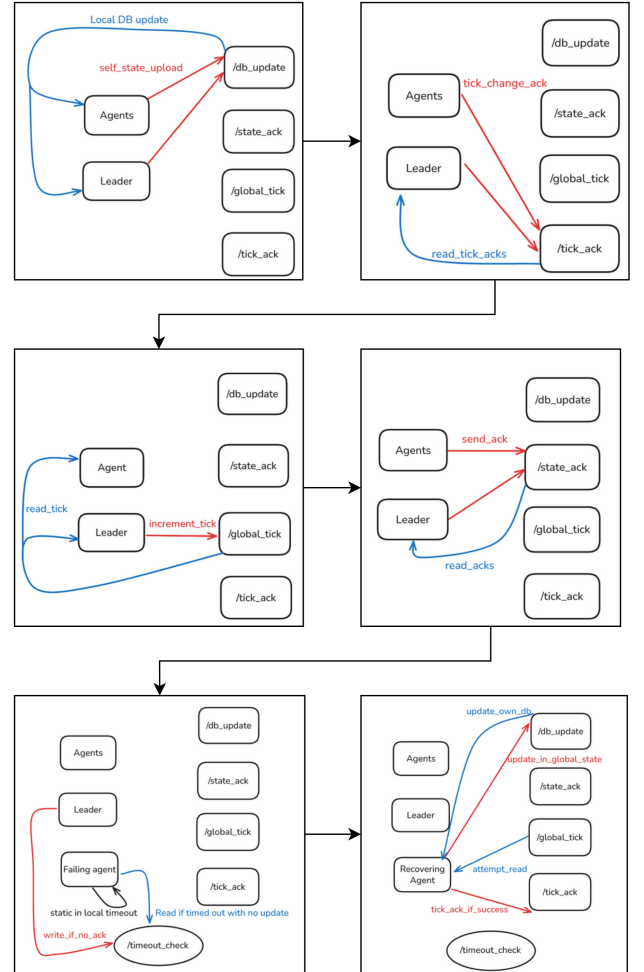 Local DB update
self_state_upload
/db_update
Agents
/state_ack
Leader
/global_tick
/tick_ack
/db_update
Agents
tick_change_ack
/state_ack
Leader
/global_tick
/tick_ack
read_tick_acks
/db_update
Agent
/state_ack
read_tick
Leader
increment_tick
/global_tick
/tick_ack
/db_update
Agents
send_ack
/state_ack
Leader
/global_tick
read_acks
/tick_ack
/db_update
Agents
/state_ack
Leader
/global_tick
Failing agent
/tick_ack
static in local timeout
Read if timed out with no update
write_if_no_ack
/timeout_check
update_own_db
/db_update
Agents
update_in_global_state
/state_ack
Leader
/global_tick
Recovering
Agent
attempt_read
/tick_ack
tick_ack_if_success
/timeout_check